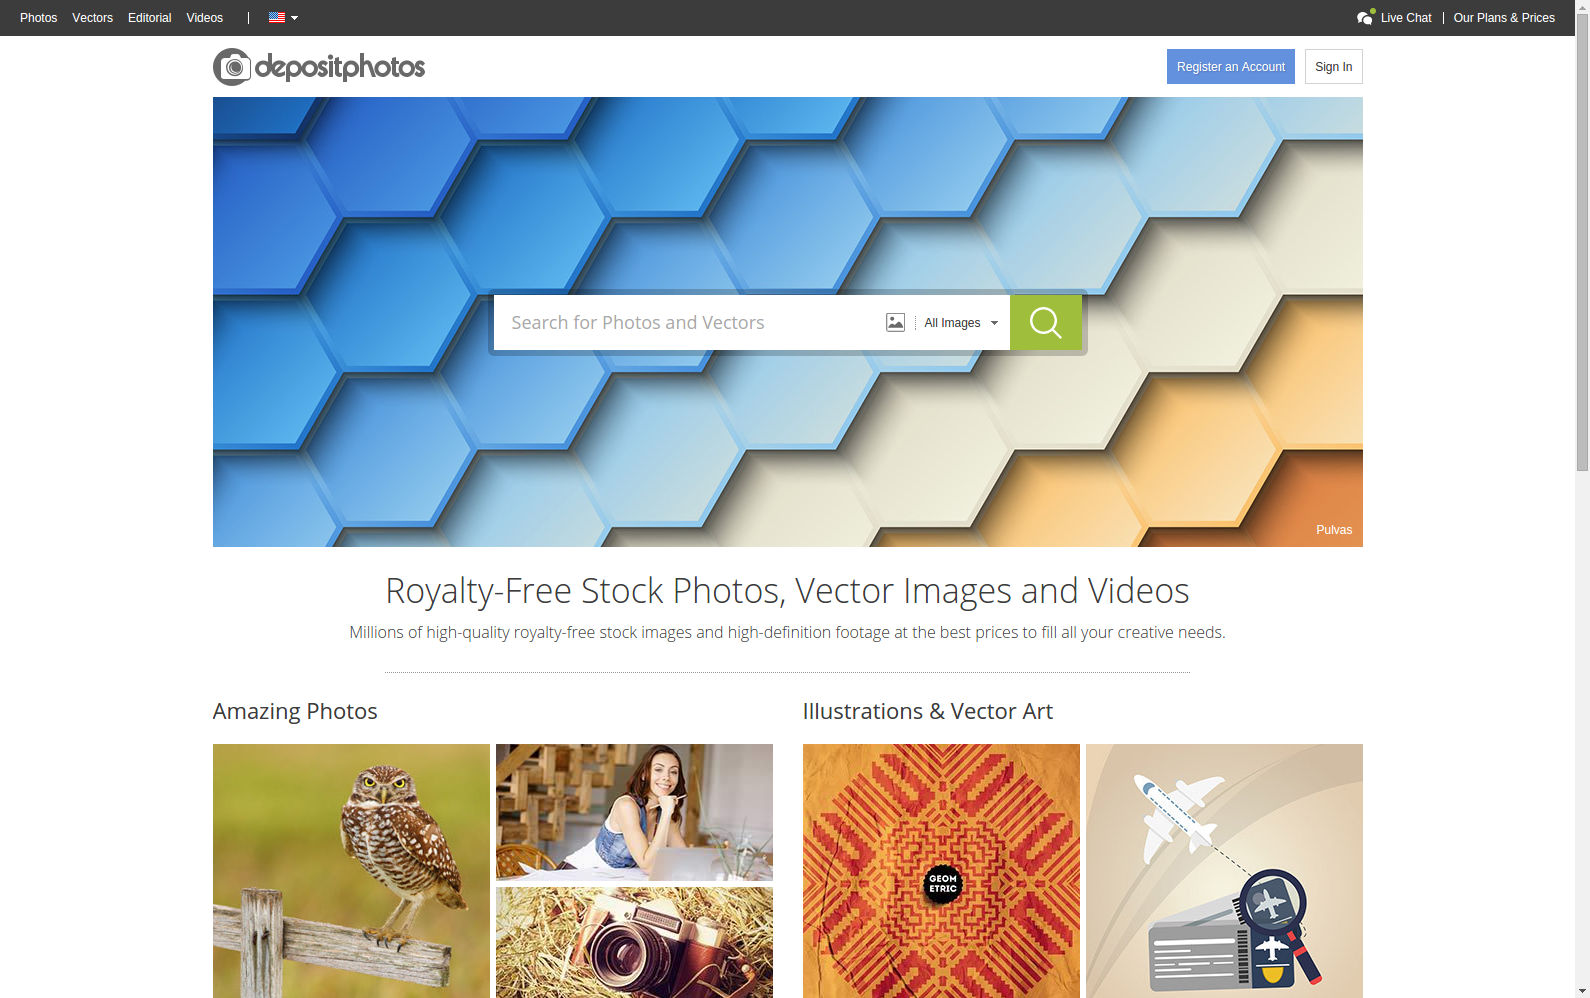 Photos Vectors Editorial Videos
Live Chat Our Plans & Prices
depositphotos
Register an Account
Sign In
Search for Photos and Vectors
All Images
Pulvas
Royalty-Free Stock Photos, Vector Images and Videos
Millions of high-quality royalty-free stock images and high-definition footage at the best prices to fill all your creative needs.
Amazing Photos
Illustrations & Vector Art
GEOM
ETRIC